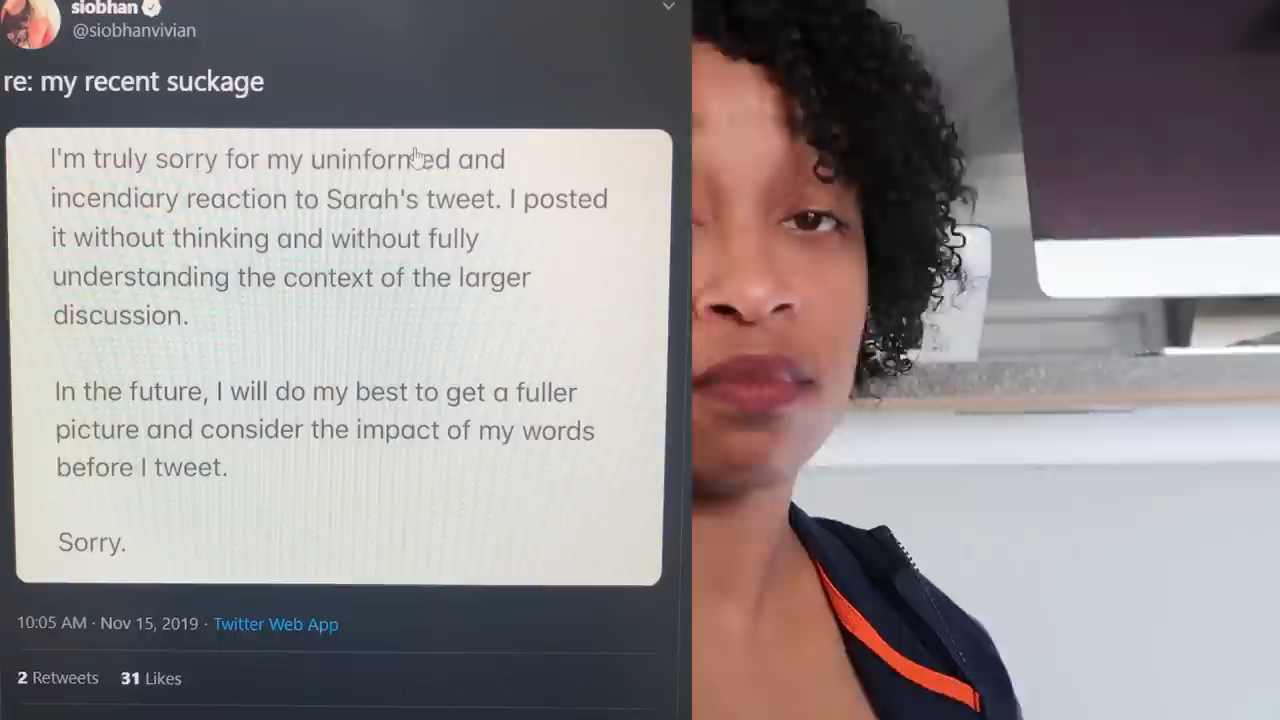 siobhan
@siobhanvivian
re: my recent suckage
I'm truly sorry for my uninformed and
incendiary reaction to Sarah's tweet. I posted
it without thinking and without fully
understanding the context of the larger
discussion.
In the future, I will do my best to get a fuller
picture and consider the impact of my words
before I tweet.
Sorry.
10:05 AM · Nov 15, 2019 · Twitter Web App
2 Retweets 31 Likes